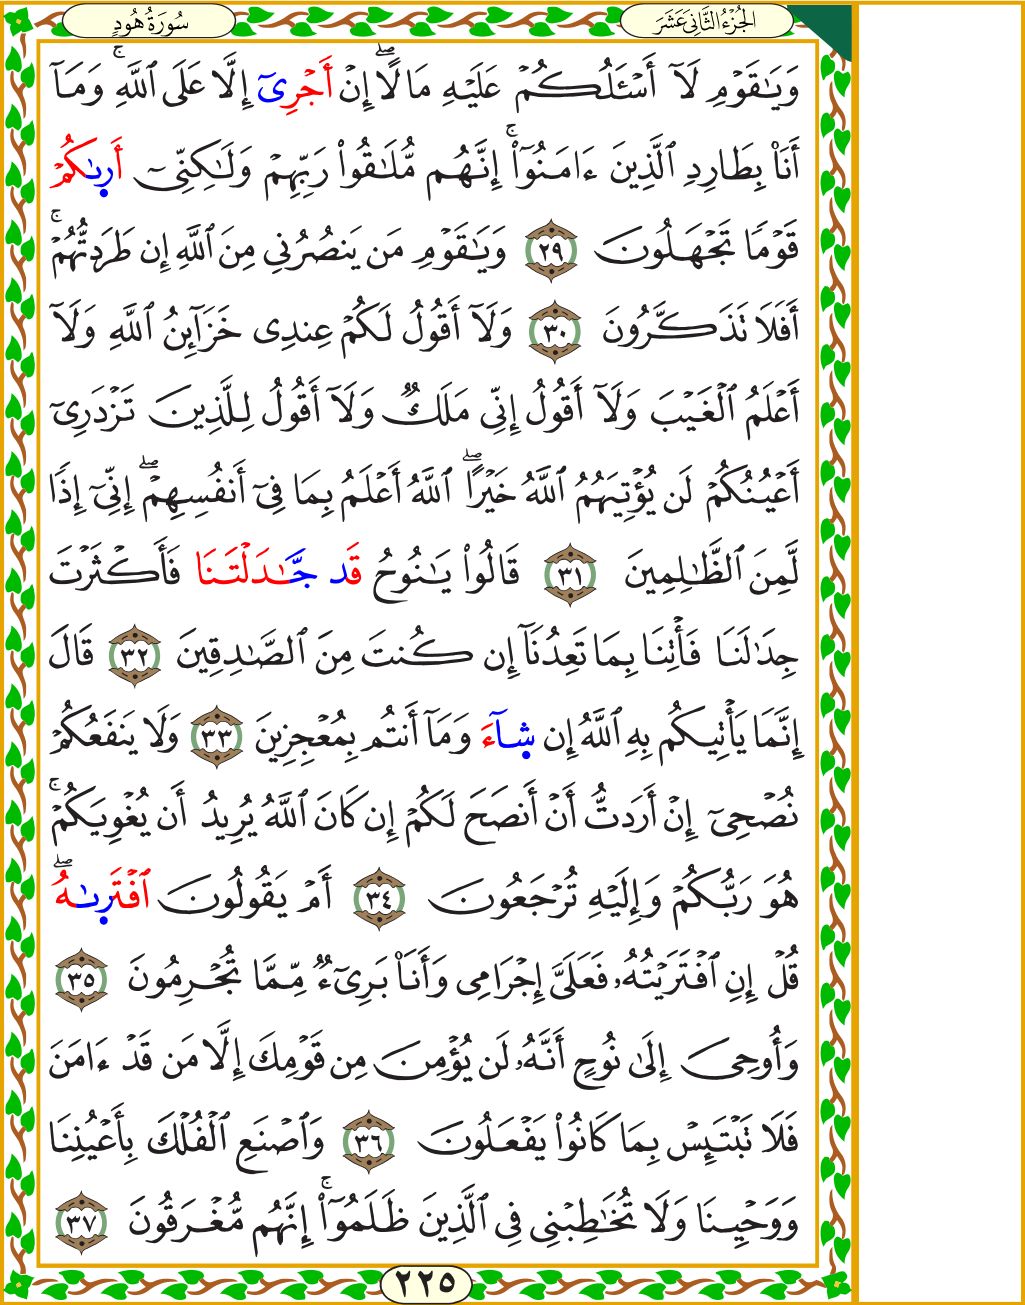 سُورَةُ هُودٍ
الْجُزْءُ الثَّانِي عَشَرَ
وَيَٰقَوْمِ لَآ أَسْـَٔلُكُمْ عَلَيْهِ مَالًاۖ إِنْ أَجْرِىٓ إِلَّا عَلَى ٱللَّهِۚ وَمَآ
أَنَا۠ بِطَارِدِ ٱلَّذِينَ ءَامَنُوٓا۟ۚ إِنَّهُم مُّلَٰقُوا۟ رَبِّهِمْ وَلَٰكِنِّىٓ أَرِىٰكُمْ
قَوْمًا تَجْهَلُونَ ٢٩ وَيَٰقَوْمِ مَن يَنصُرُنِى مِنَ ٱللَّهِ إِن طَرَدتُّهُمْۚ
أَفَلَا تَذَكَّرُونَ ٣٠ وَلَآ أَقُولُ لَكُمْ عِندِى خَزَآئِنُ ٱللَّهِ وَلَآ
أَعْلَمُ ٱلْغَيْبَ وَلَآ أَقُولُ إِنِّى مَلَكٌ وَلَآ أَقُولُ لِلَّذِينَ تَزْدَرِىٓ
أَعْيُنُكُمْ لَن يُؤْتِيَهُمُ ٱللَّهُ خَيْرًاۖ ٱللَّهُ أَعْلَمُ بِمَا فِىٓ أَنفُسِهِمْۖ إِنِّىٓ إِذًا
لَّمِنَ ٱلظَّٰلِمِينَ ٣١ قَالُوا۟ يَٰنُوحُ قَد جَّٰدَلْتَنَا فَأَكْثَرْتَ
جِدَٰلَنَا فَأْتِنَا بِمَا تَعِدُنَآ إِن كُنتَ مِنَ ٱلصَّٰدِقِينَ ٣٢ قَالَ
إِنَّمَا يَأْتِيكُم بِهِ ٱللَّهُ إِن شَآءَ وَمَآ أَنتُم بِمُعْجِزِينَ ٣٣ وَلَا يَنفَعُكُمْ
نُصْحِىٓ إِنْ أَرَدتُّ أَنْ أَنصَحَ لَكُمْ إِن كَانَ ٱللَّهُ يُرِيدُ أَن يُغْوِيَكُمْۚ
هُوَ رَبُّكُمْ وَإِلَيْهِ تُرْجَعُونَ ٣٤ أَمْ يَقُولُونَ ٱفْتَرِىٰهُۖ
قُلْ إِنِ ٱفْتَرَيْتُهُۥ فَعَلَىَّ إِجْرَامِى وَأَنَا۠ بَرِىٓءٌ مِّمَّا تُجْرِمُونَ ٣٥
وَأُوحِىَ إِلَىٰ نُوحٍ أَنَّهُۥ لَن يُؤْمِنَ مِن قَوْمِكَ إِلَّا مَن قَدْ ءَامَنَ
فَلَا تَبْتَئِسْ بِمَا كَانُوا۟ يَفْعَلُونَ ٣٦ وَٱصْنَعِ ٱلْفُلْكَ بِأَعْيُنِنَا
وَوَحْيِنَا وَلَا تُخَٰطِبْنِى فِى ٱلَّذِينَ ظَلَمُوٓا۟ۚ إِنَّهُم مُّغْرَقُونَ ٣٧
٢٢٥